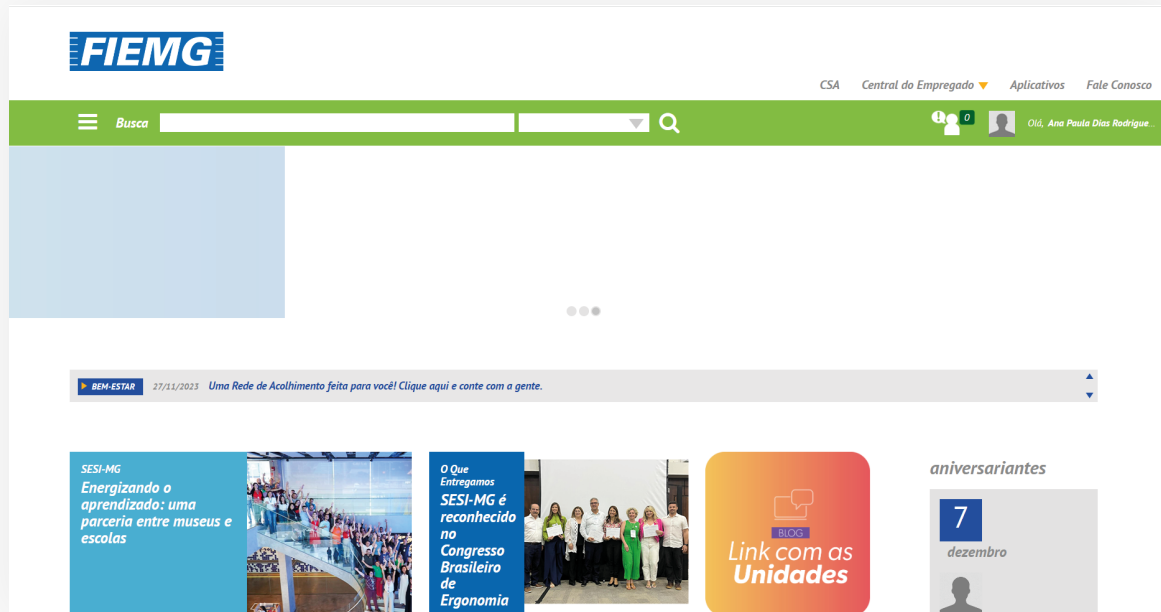 FIEMG
CSA Central do Empregado Aplicativos Fale Conosco
Busca
0
Olá, Ana Paula Dias Rodrigue...
BEM-ESTAR 27/11/2023 Uma Rede de Acolhimento feita para você! Clique aqui e conte com a gente.
SESI-MG
Energizando o
aprendizado: uma
parceria entre museus e
escolas
O Que
Entregamos
SESI-MG é
reconhecido
no
Congresso
Brasileiro
de
Ergonomia
BLOG
Link com as
Unidades
aniversariantes
7
dezembro